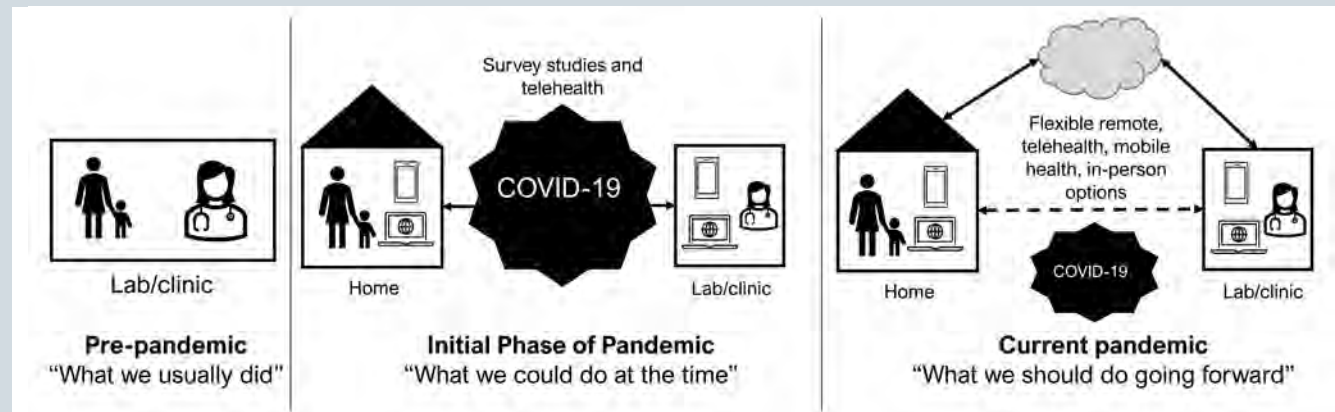 Lab/clinic
Pre-pandemic
“What we usually did”
Survey studies and
telehealth
COVID-19
Home
Lab/clinic
Initial Phase of Pandemic
“What we could do at the time”
Flexible remote,
telehealth, mobile
health, in-person
options
COVID-19
Home
Lab/clinic
Current pandemic
“What we should do going forward”